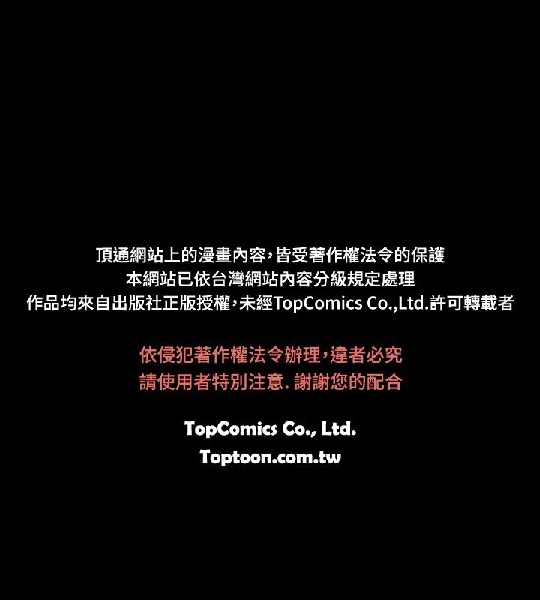 頂通網站上的漫畫內容，皆受著作權法令的保護
本網站已依台灣網站內容分級規定處理
作品均來自出版社正版授權，未經TopComics Co.,Ltd.許可轉載者
依侵犯著作權法令辦理，違者必究
請使用者特別注意. 謝謝您的配合
TopComics Co., Ltd.
Toptoon.com.tw